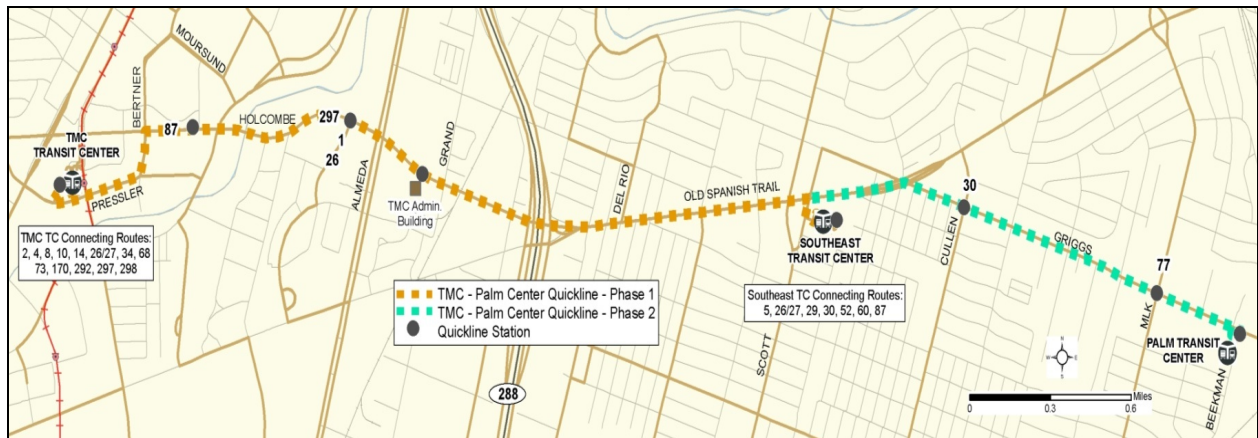 MOURSUND
BERTNER
TMC
TRANSIT CENTER
87
HOLCOMBE
297
1
26
PRESSLER
ALMEDA
GRAND
TMC Admin.
Building
TMC TC Connecting Routes:
2, 4, 8, 10, 14, 26/27, 34, 68
73, 170, 292, 297, 298
DEL RIO
OLD SPANISH TRAIL
SOUTHEAST
TRANSIT CENTER
30
CULLEN
GRIGGS
77
MLK
PALM TRANSIT
CENTER
BEEKMAN
SCOTT
Southeast TC Connecting Routes:
5, 26/27, 29, 30, 52, 60, 87
TMC - Palm Center Quickline - Phase 1
TMC - Palm Center Quickline - Phase 2
Quickline Station
288
N
W E
S
Miles
0 0.3 0.6